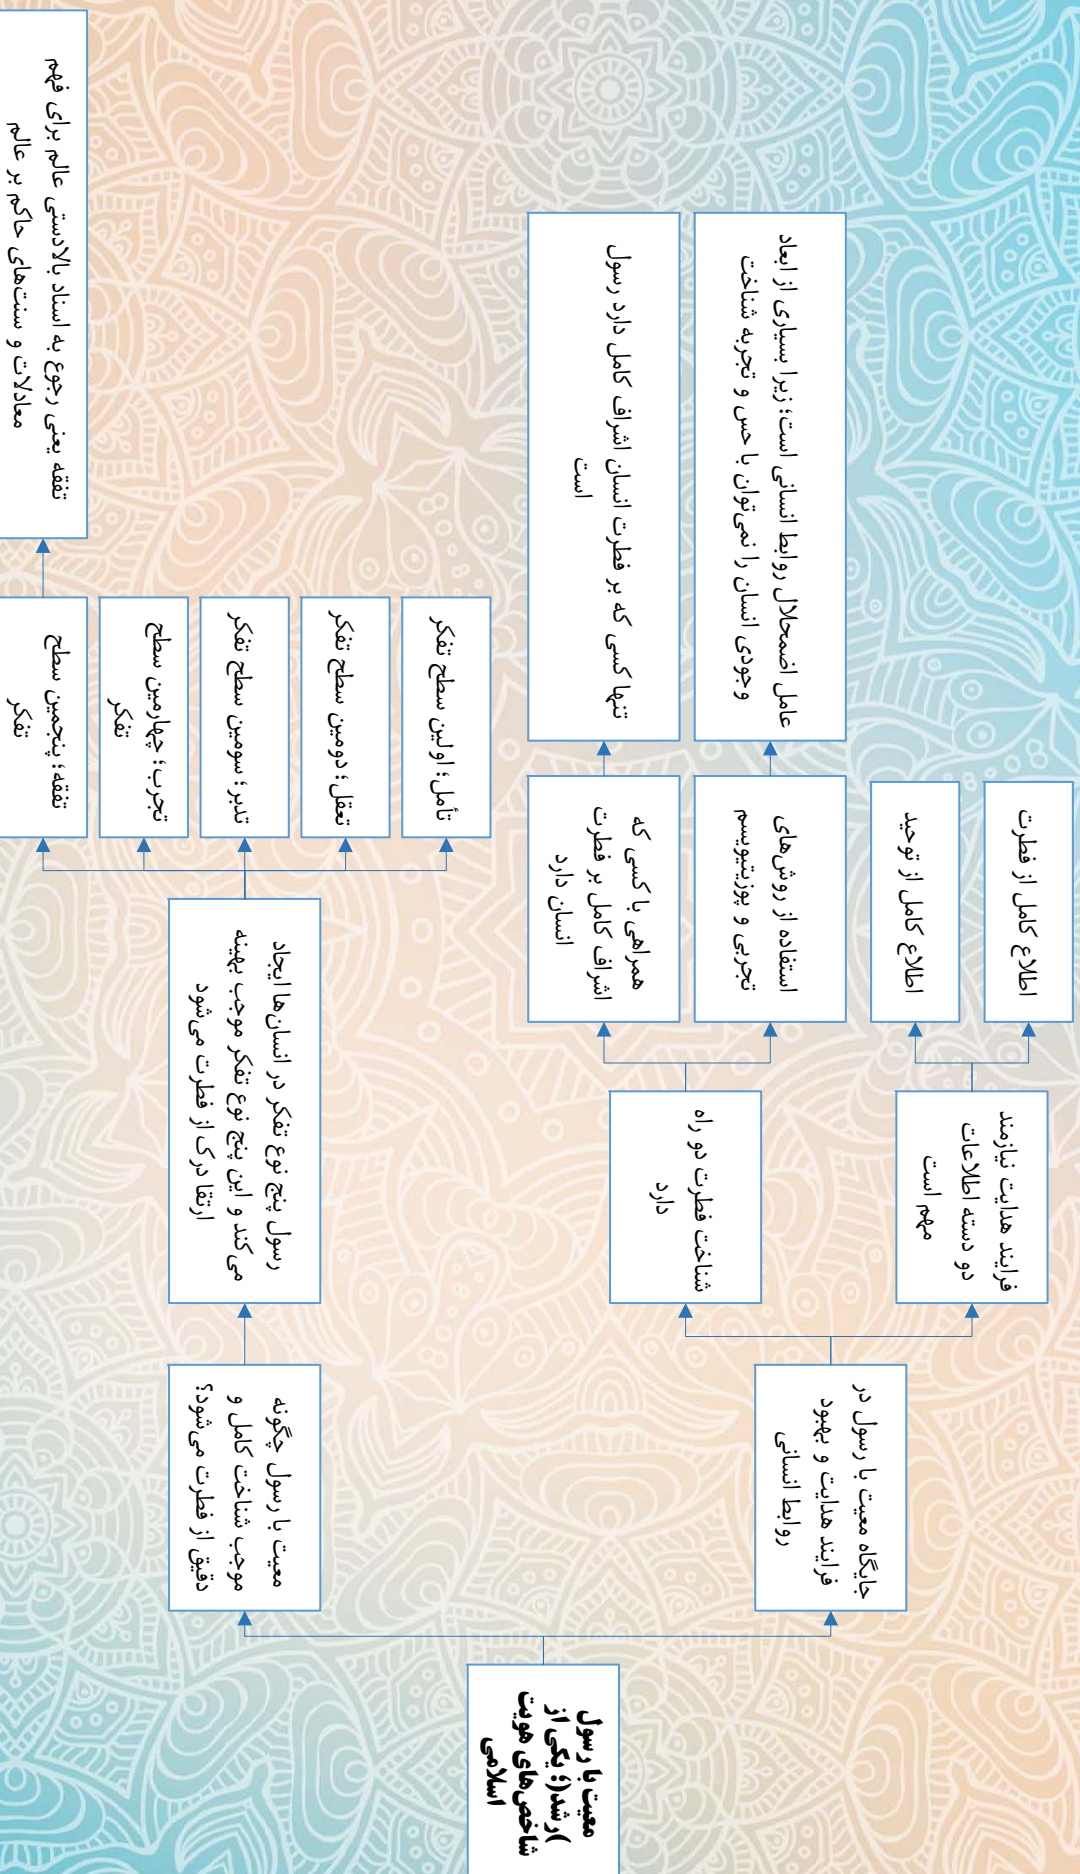 معیت با رسول
)رشد(؛ یکی از
شاخص‌های هویت
اسلامی
جایگاه معیت با رسول در
فرایند هدایت و بهبود
روابط انسانی
فرایند هدایت نیازمند
دو دسته اطلاعات
مهم است
اطلاع کامل از فطرت
اطلاع کامل از توحید
شناخت فطرت دو راه
دارد
استفاده از روش‌های
تجربی و پوزیتیویسم
عامل اضمحلال روابط انسانی است؛ زیرا بسیاری از ابعاد
وجودی انسان را نمی‌توان با حس و تجربه شناخت
همراهی با کسی که
اشراف کامل بر فطرت
انسان دارد
تنها کسی که بر فطرت انسان اشراف کامل دارد رسول
است
معیت با رسول چگونه
موجب شناخت کامل و
دقیق از فطرت می‌شود؟
رسول پنج نوع تفکر در انسان‌ها ایجاد
می‌کند و این پنج نوع تفکر موجب بهینه
ارتقا درک از فطرت می‌شود
تأمل؛ اولین سطح تفکر
تعقل؛ دومین سطح تفکر
تدبر؛ سومین سطح تفکر
تجرب؛ چهارمین سطح
تفکر
تفقه؛ پنجمین سطح
تفکر
تفقه یعنی رجوع به اسناد بالادستی عالم برای فهم
معادلات و سنت‌های حاکم بر عالم